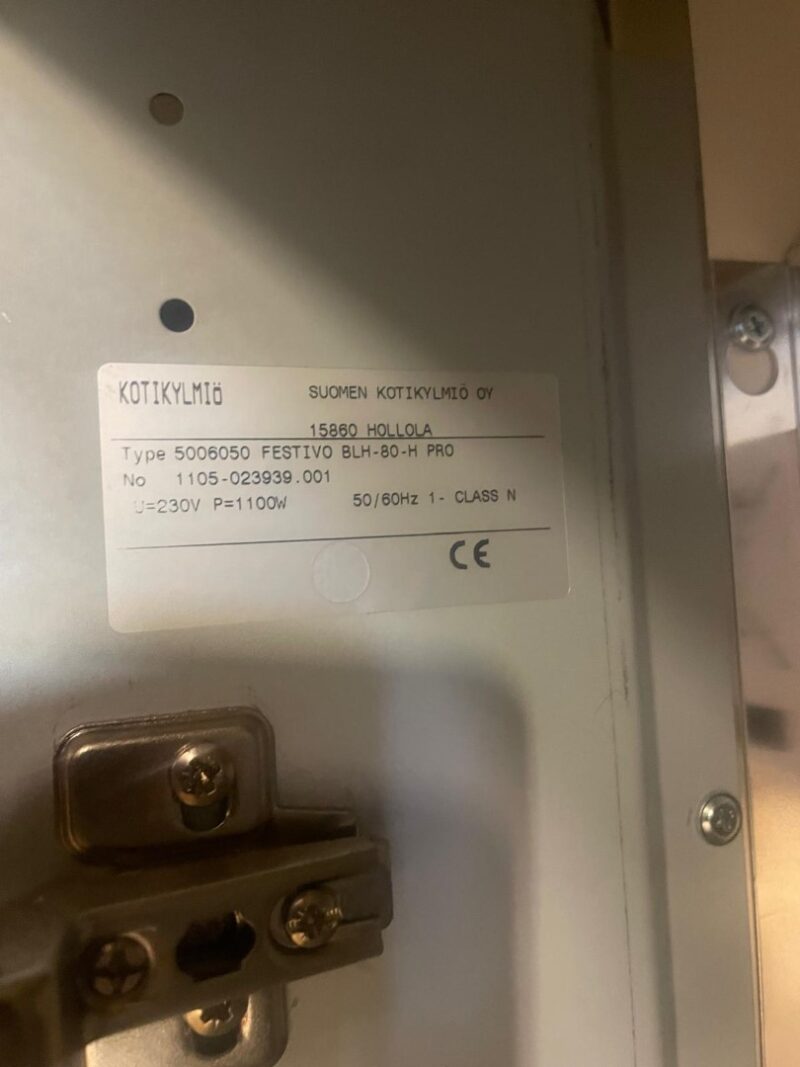 KOTIKYLMIÖ SUOMEN KOTIKYLMIÖ OY
15860 HOLLOLA
Type 5006050 FESTIVO BLH-80-H PRO
No 1105-023939.001
U=230V P=1100W 50/60Hz 1- CLASS N
CE